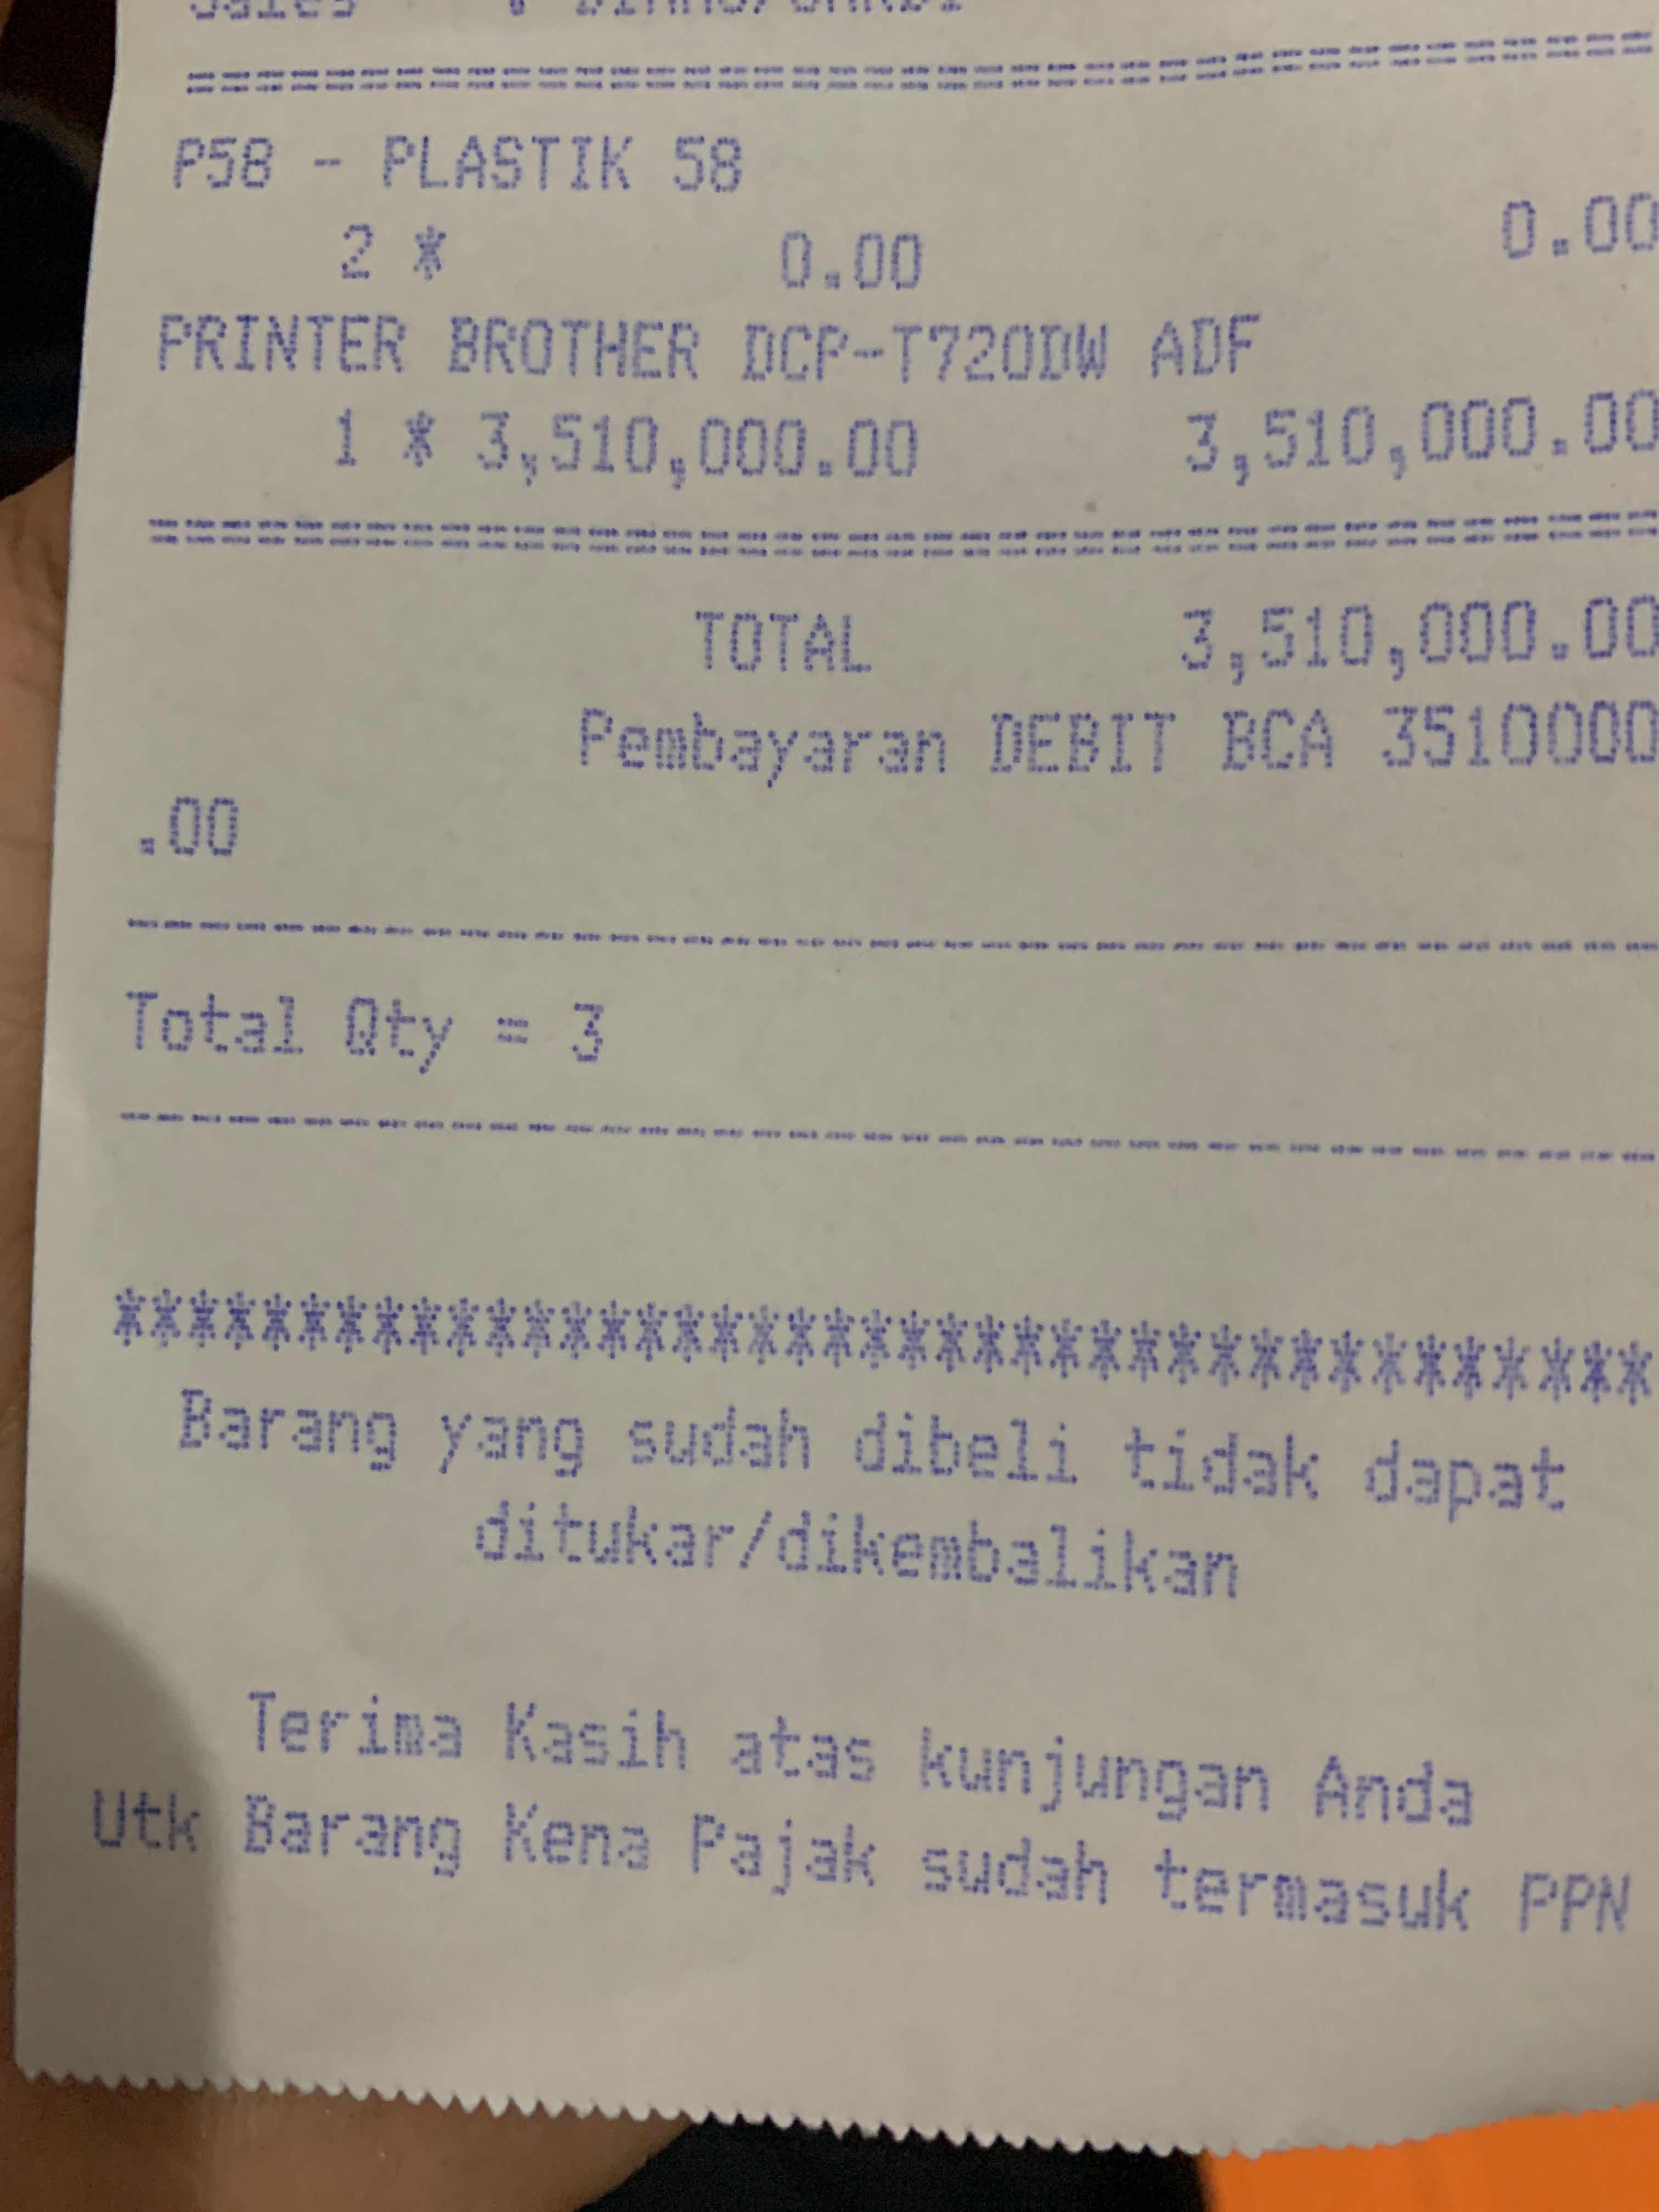 P58 - PLASTIK 58
2 * 0.00 0.00
PRINTER BROTHER DCP-T720DW ADF
1 * 3,510,000.00 3,510,000.00
TOTAL 3,510,000.00
Pembayaran DEBIT BCA 3510000
.00
Total Qty = 3
****************************************
Barang yang sudah dibeli tidak dapat
ditukar/dikembalikan
Terima Kasih atas kunjungan Anda
Utk Barang Kena Pajak sudah termasuk PPN